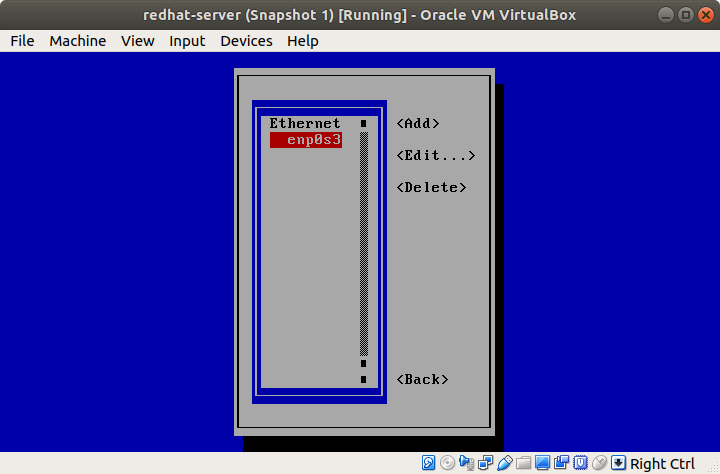 redhat-server (Snapshot 1) [Running] - Oracle VM VirtualBox
File Machine View Input Devices Help
Ethernet <Add>
enp0s3
<Edit...>
<Delete>
<Back>
Right Ctrl